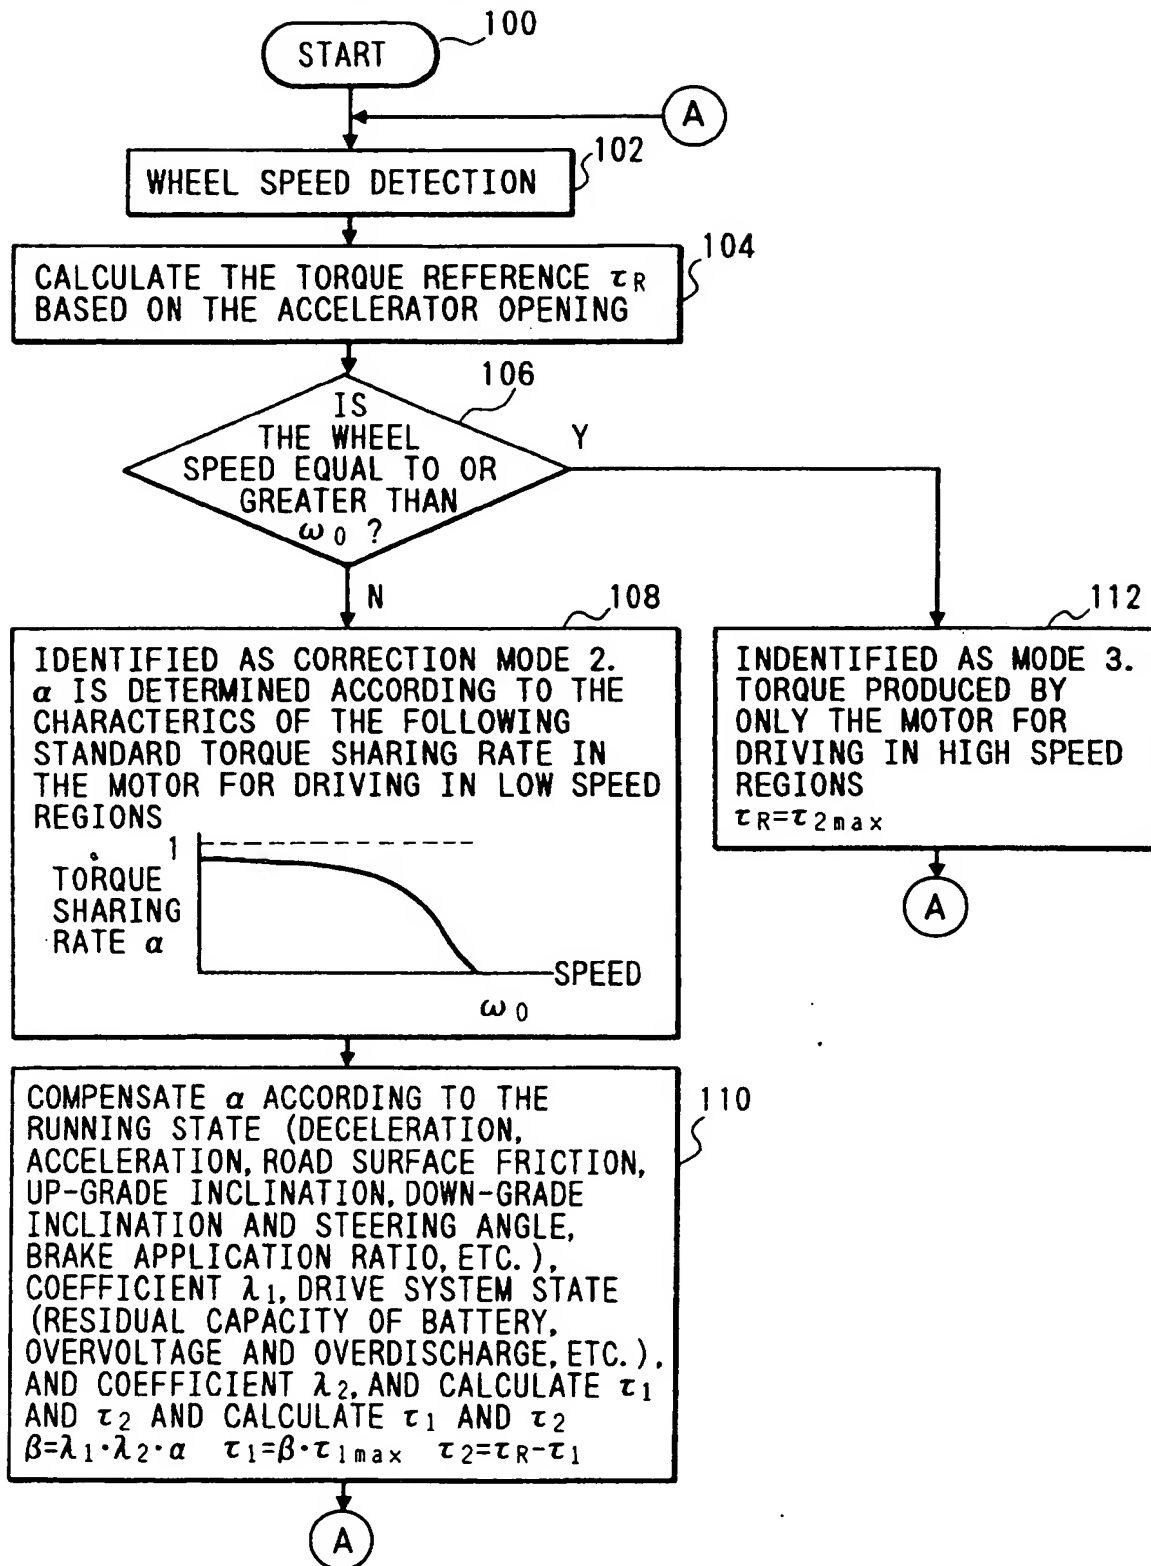 START
100
A
WHEEL SPEED DETECTION
102
CALCULATE THE TORQUE REFERENCE τR
BASED ON THE ACCELERATOR OPENING
104
106
IS
THE WHEEL
SPEED EQUAL TO OR
GREATER THAN
ω0 ?
Y
N
108
IDENTIFIED AS CORRECTION MODE 2.
α IS DETERMINED ACCORDING TO THE
CHARACTERICS OF THE FOLLOWING
STANDARD TORQUE SHARING RATE IN
THE MOTOR FOR DRIVING IN LOW SPEED
REGIONS
1
TORQUE
SHARING
RATE α
SPEED
ω0
112
INDENTIFIED AS MODE 3.
TORQUE PRODUCED BY
ONLY THE MOTOR FOR
DRIVING IN HIGH SPEED
REGIONS
τR=τ2max
A
110
COMPENSATE α ACCORDING TO THE
RUNNING STATE (DECELERATION,
ACCELERATION, ROAD SURFACE FRICTION,
UP-GRADE INCLINATION, DOWN-GRADE
INCLINATION AND STEERING ANGLE,
BRAKE APPLICATION RATIO, ETC.),
COEFFICIENT λ1, DRIVE SYSTEM STATE
(RESIDUAL CAPACITY OF BATTERY,
OVERVOLTAGE AND OVERDISCHARGE, ETC.),
AND COEFFICIENT λ2, AND CALCULATE τ1
AND τ2 AND CALCULATE τ1 AND τ2
β=λ1·λ2·α τ1=β·τ1max τ2=τR-τ1
A